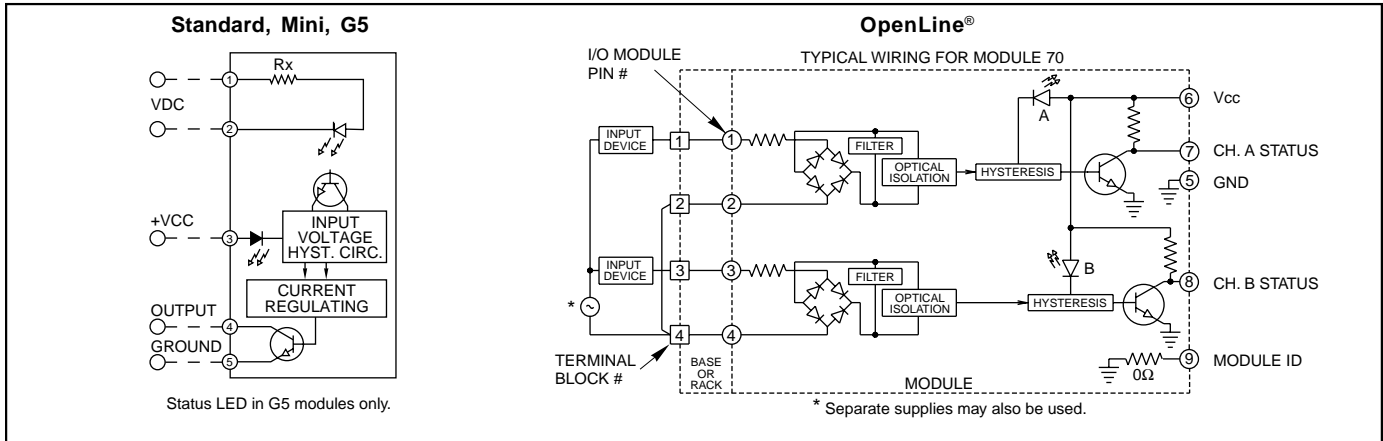 Standard, Mini, G5
1
Rx
VDC
2
+VCC
3
INPUT
VOLTAGE
HYST. CIRC.
CURRENT
REGULATING
OUTPUT
4
GROUND
5
Status LED in G5 modules only.
OpenLine®
I/O MODULE
PIN #
TYPICAL WIRING FOR MODULE 70
A
6 Vcc
INPUT
DEVICE
1
1
FILTER
OPTICAL
ISOLATION
HYSTERESIS
7 CH. A STATUS
5 GND
2
2
B
INPUT
DEVICE
3
3
FILTER
OPTICAL
ISOLATION
HYSTERESIS
8 CH. B STATUS
* ~
4
4
TERMINAL
BLOCK #
BASE
OR
RACK
MODULE
0Ω
9 MODULE ID
* Separate supplies may also be used.